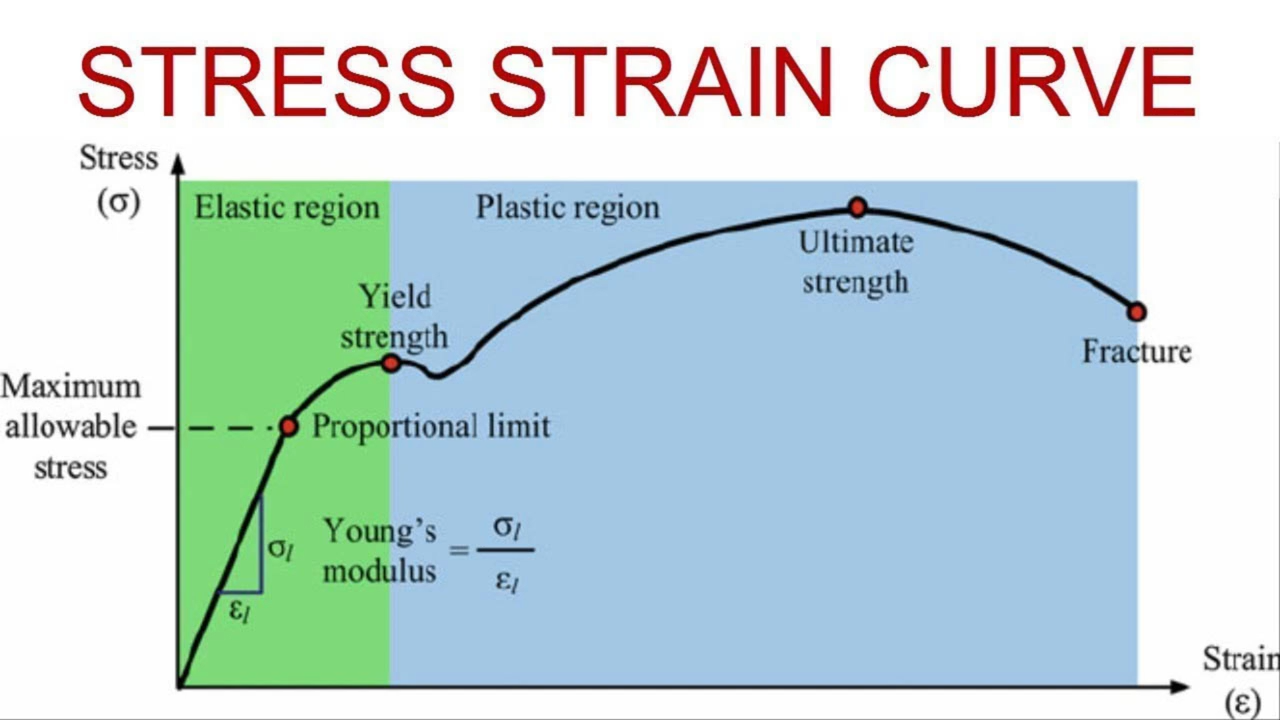 STRESS STRAIN CURVE
Stress
(σ)
Elastic region
Plastic region
Ultimate
strength
Yield
strength
Fracture
Maximum
allowable
stress
Proportional limit
Young's
modulus
=
σl
εl
σl
εl
Strain
(ε)